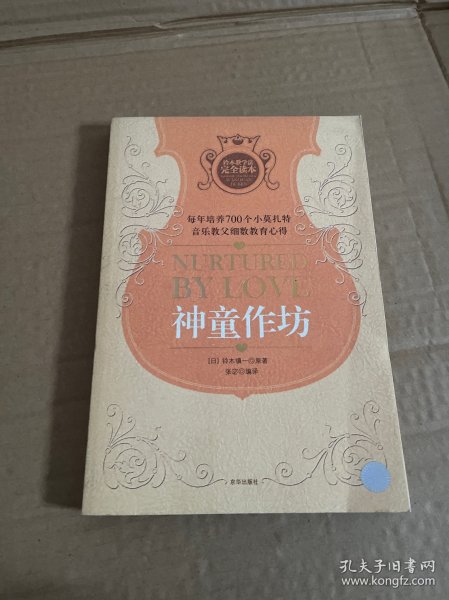 铃木教学法
完全读本
每年培养700个小莫扎特
音乐教父细数教育心得
NURTURED
BY LOVE
神童作坊
[日] 铃木镇一◎原著
张宓◎编译
京华出版社
孔夫子旧书网
www.kongfz.com